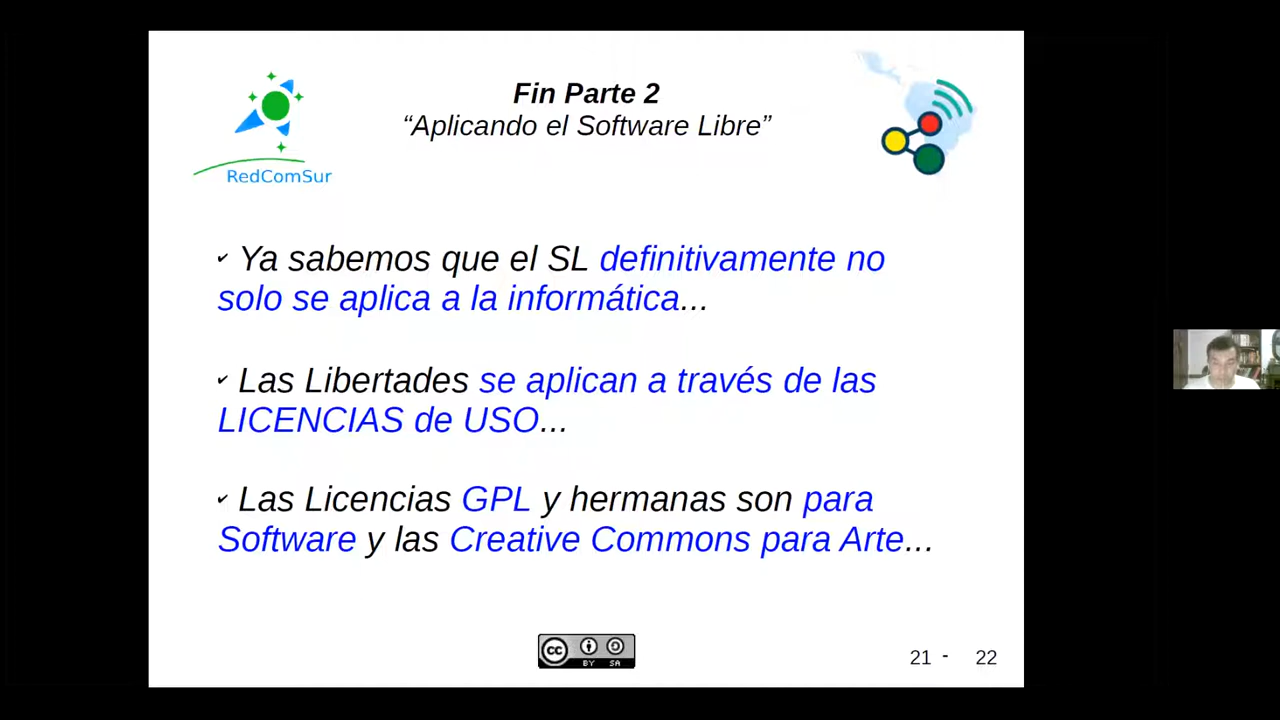 Fin Parte 2
“Aplicando el Software Libre”
RedComSur
✔ Ya sabemos que el SL definitivamente no
solo se aplica a la informática...
✔ Las Libertades se aplican a través de las
LICENCIAS de USO...
✔ Las Licencias GPL y hermanas son para
Software y las Creative Commons para Arte...
cc BY SA
21 - 22